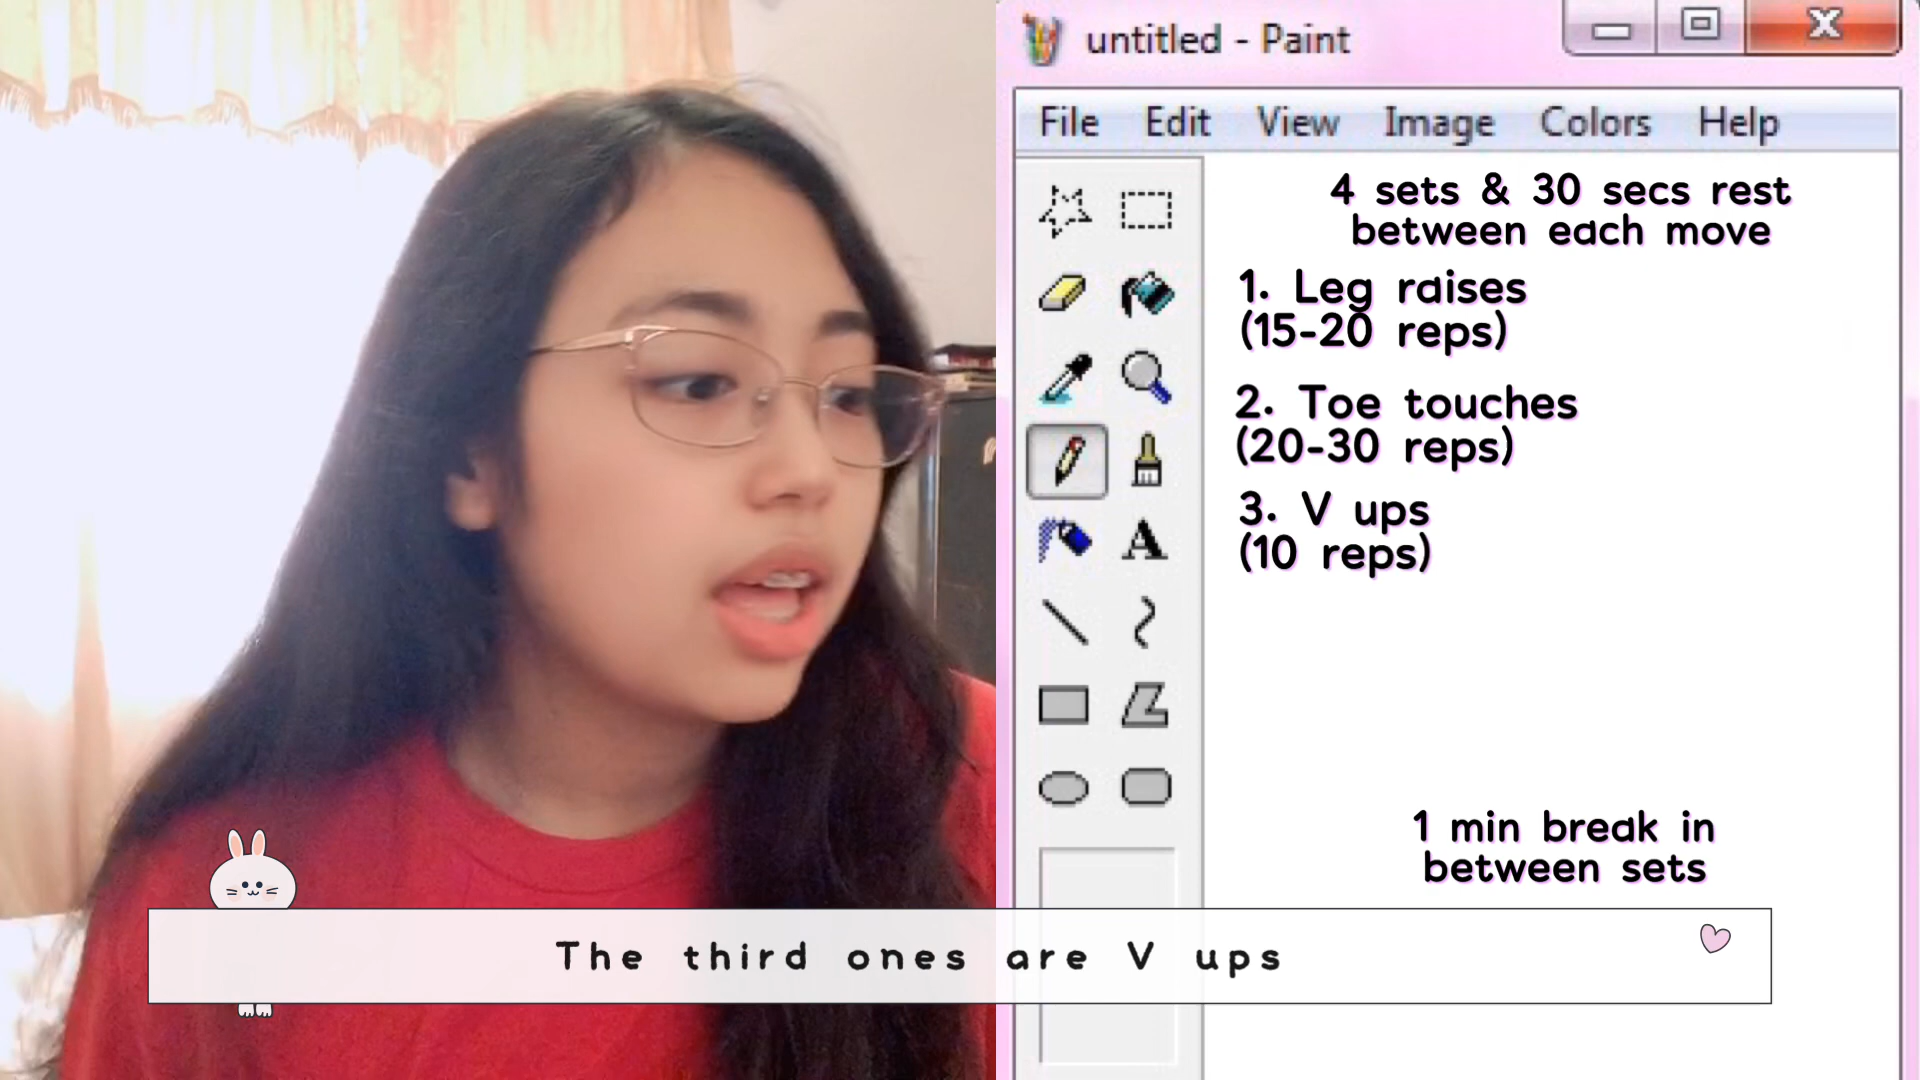 untitled - Paint
File Edit View Image Colors Help
4 sets & 30 secs rest
between each move
1. Leg raises
(15-20 reps)
2. Toe touches
(20-30 reps)
3. V ups
(10 reps)
A
1 min break in
between sets
The third ones are V ups